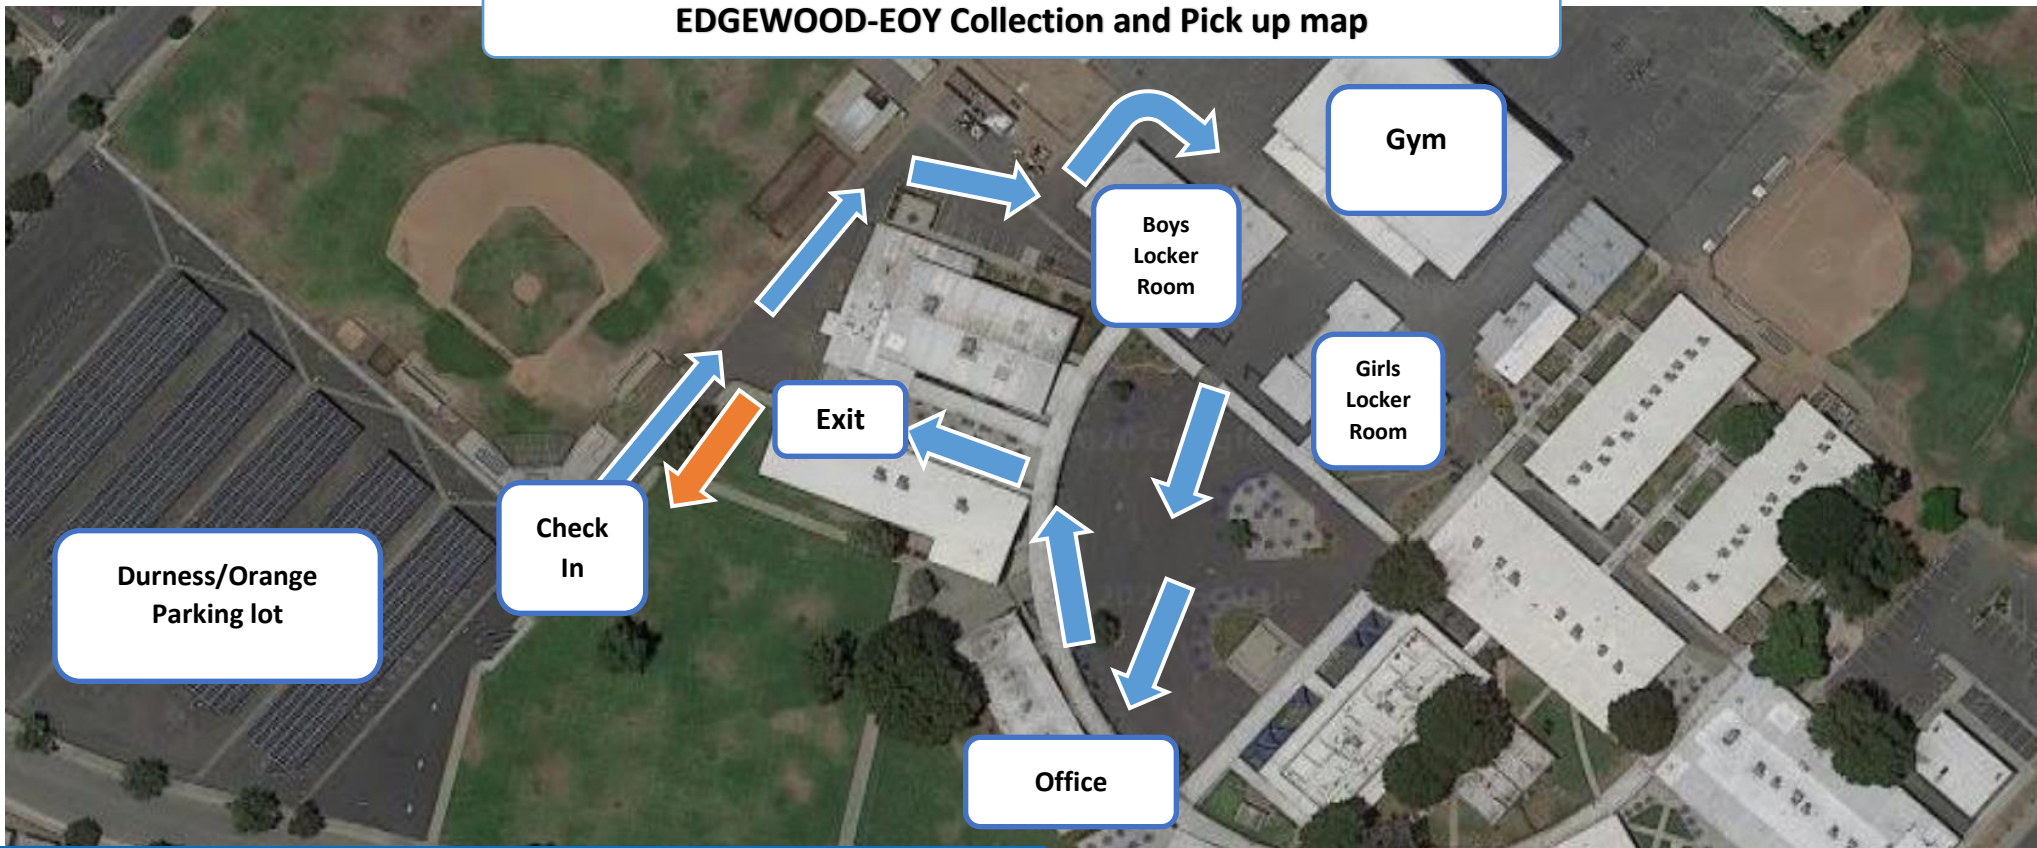 EDGEWOOD-EOY Collection and Pick up map
Gym
Boys
Locker
Room
Girls
Locker
Room
Exit
Check
In
Durness/Orange
Parking lot
Office